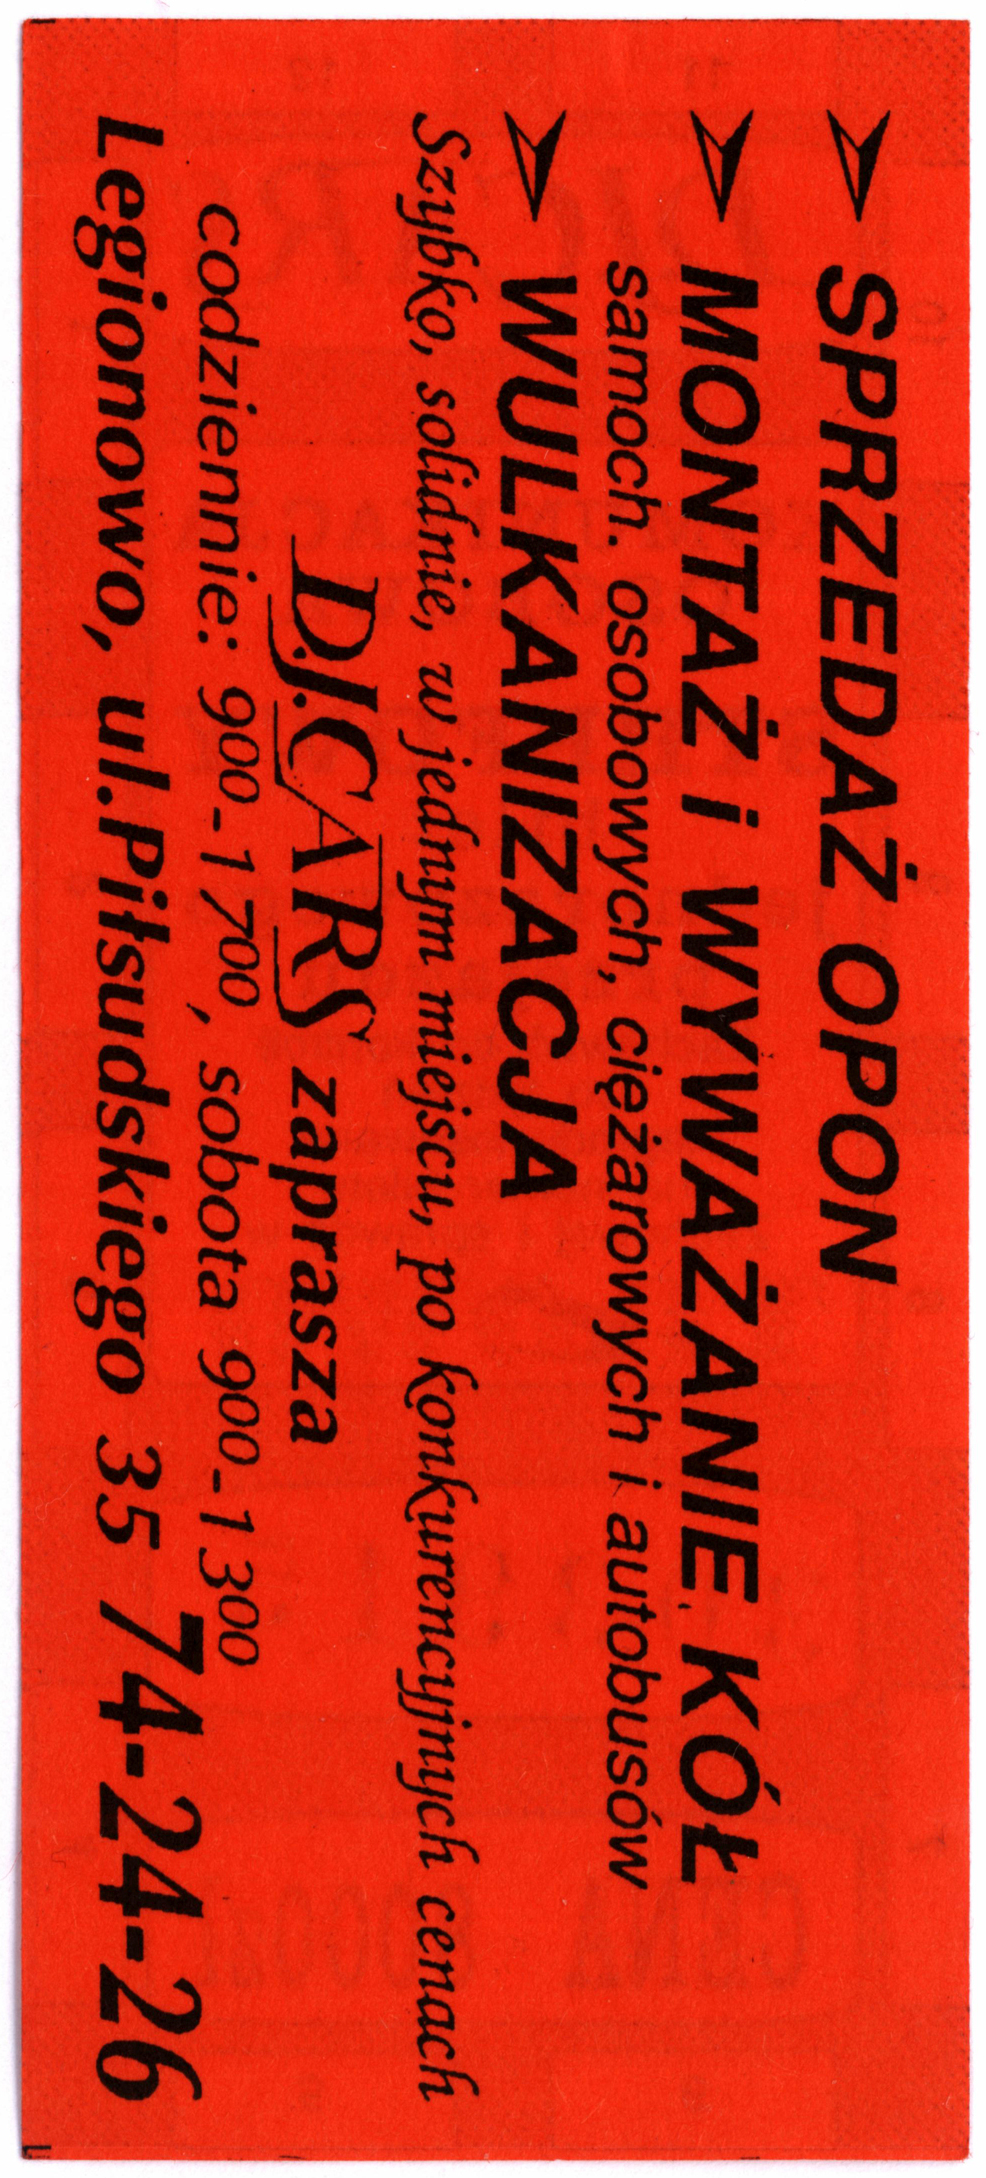 ➢ SPRZEDAŻ OPON
➢ MONTAŻ i WYWAŻANIE KÓŁ
samoch. osobowych, ciężarowych i autobusów
➢ WULKANIZACJA
Szybko, solidnie, w jednym miejscu, po konkurencyjnych cenach
D.J.CARS zaprasza
codziennie: 900-1700, sobota 900-1300
Legionowo, ul.Piłsudskiego 35 74-24-26